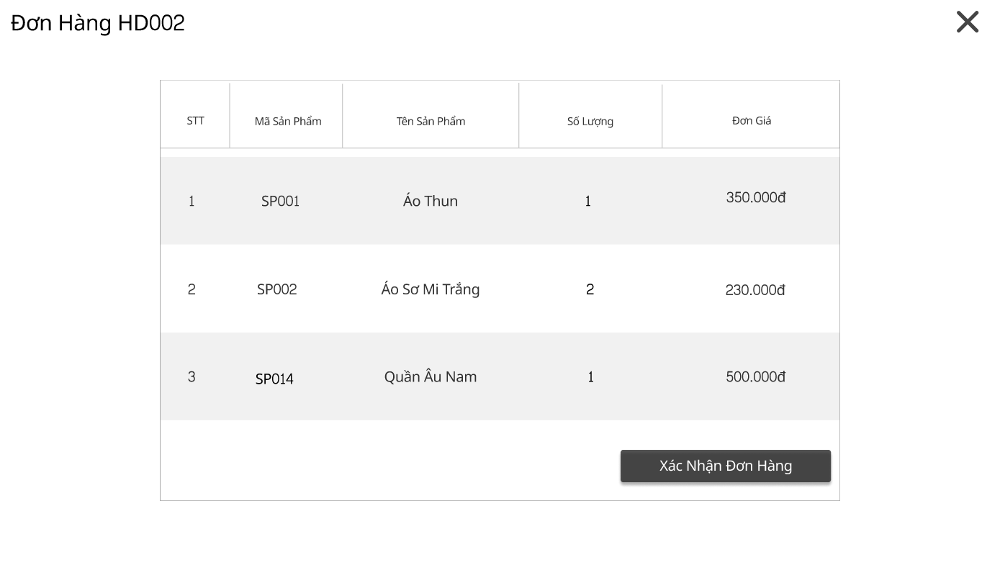 Đơn Hàng HD002
STT Mã Sản Phẩm Tên Sản Phẩm Số Lượng Đơn Giá
1 SP001 Áo Thun 1 350.000đ
2 SP002 Áo Sơ Mi Trắng 2 230.000đ
3 SP014 Quần Âu Nam 1 500.000đ
Xác Nhận Đơn Hàng